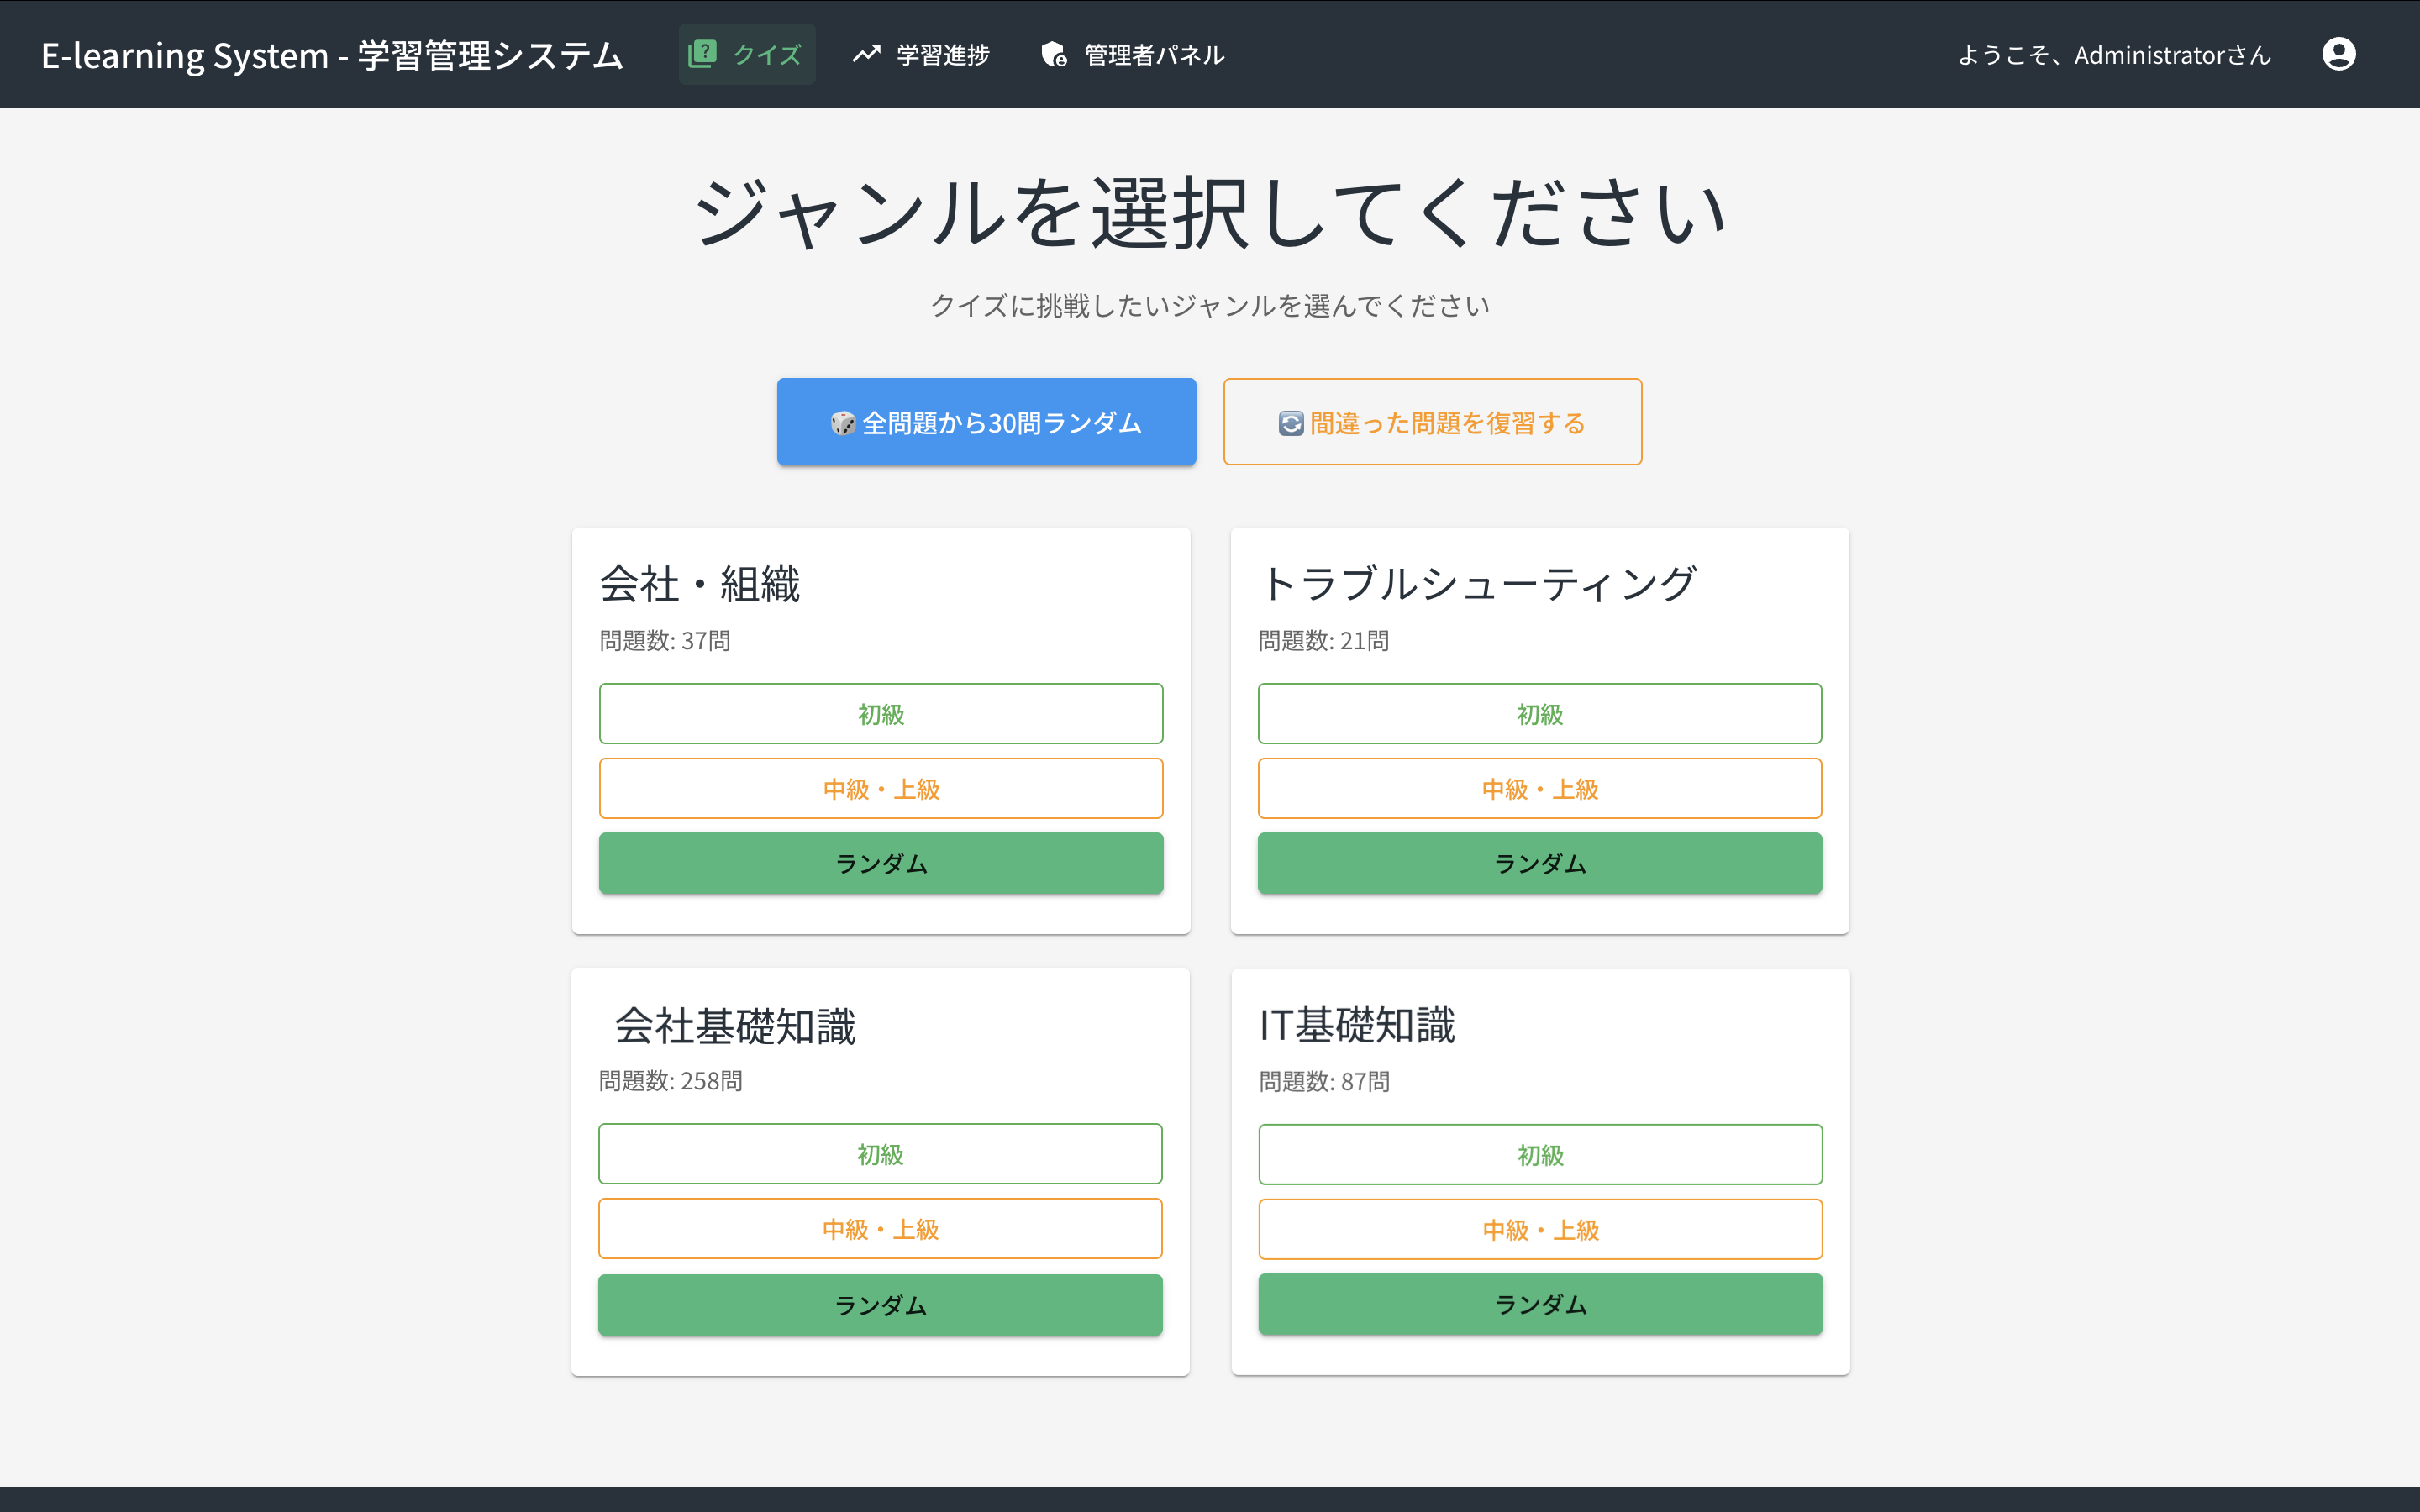 E-learning System - 学習管理システム クイズ 学習進捗 管理者パネル ようこそ、Administratorさん
ジャンルを選択してください
クイズに挑戦したいジャンルを選んでください
🎲 全問題から30問ランダム
🔄 間違った問題を復習する
会社・組織
問題数: 37問
初級
中級・上級
ランダム
トラブルシューティング
問題数: 21問
初級
中級・上級
ランダム
会社基礎知識
問題数: 258問
初級
中級・上級
ランダム
IT基礎知識
問題数: 87問
初級
中級・上級
ランダム